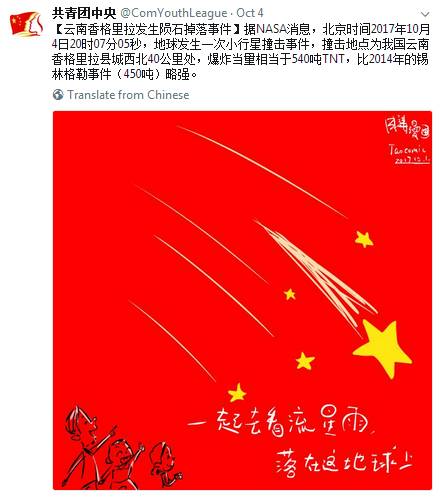 共青团中央 @ComYouthLeague · Oct 4
【云南香格里拉发生陨石掉落事件】据NASA消息，北京时间2017年10月
4日20时07分05秒，地球发生一次小行星撞击事件，撞击地点为我国云南
香格里拉县城西北40公里处，爆炸当量相当于540吨TNT，比2014年的锡
林格勒事件（450吨）略强。
Translate from Chinese
Tancomic
2017.10.1.
一起去看流星雨，
落在这地球上